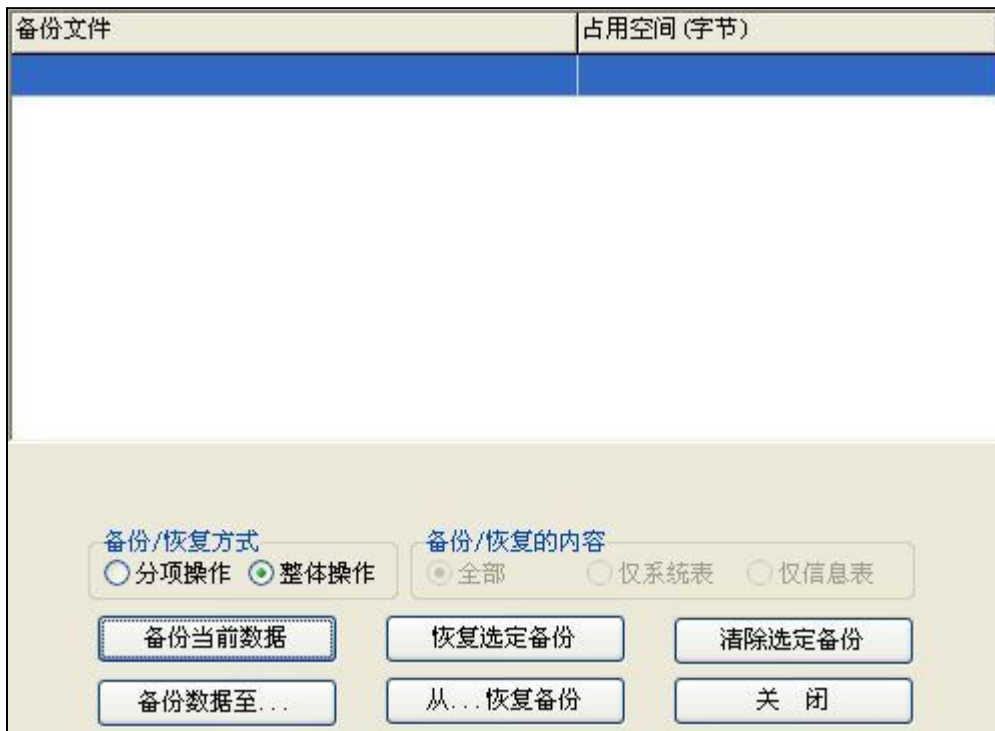 备份文件 占用空间(字节)
备份/恢复方式 备份/恢复的内容
分项操作 整体操作 全部 仅系统表 仅信息表
备份当前数据 恢复选定备份 清除选定备份
备份数据至... 从...恢复备份 关 闭